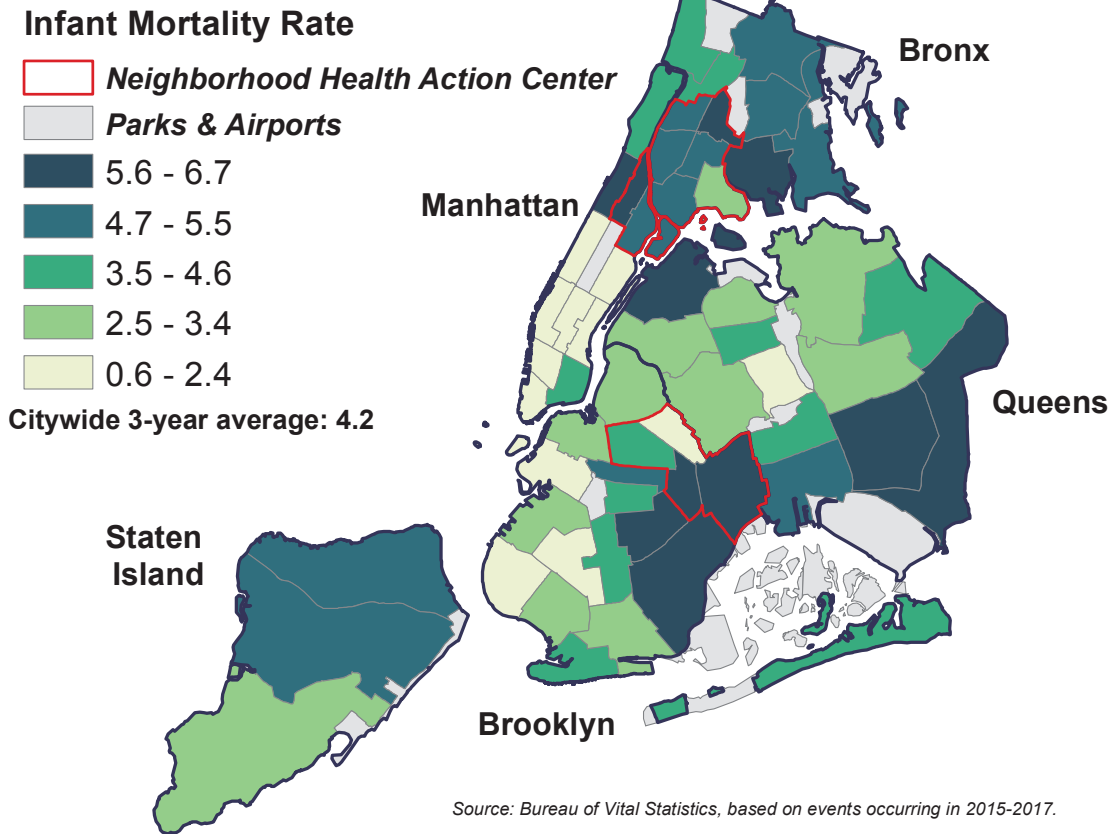 Infant Mortality Rate
Neighborhood Health Action Center
Parks & Airports
5.6 - 6.7
4.7 - 5.5
3.5 - 4.6
2.5 - 3.4
0.6 - 2.4
Citywide 3-year average: 4.2
Bronx
Manhattan
Queens
Staten
Island
Brooklyn
Source: Bureau of Vital Statistics, based on events occurring in 2015-2017.